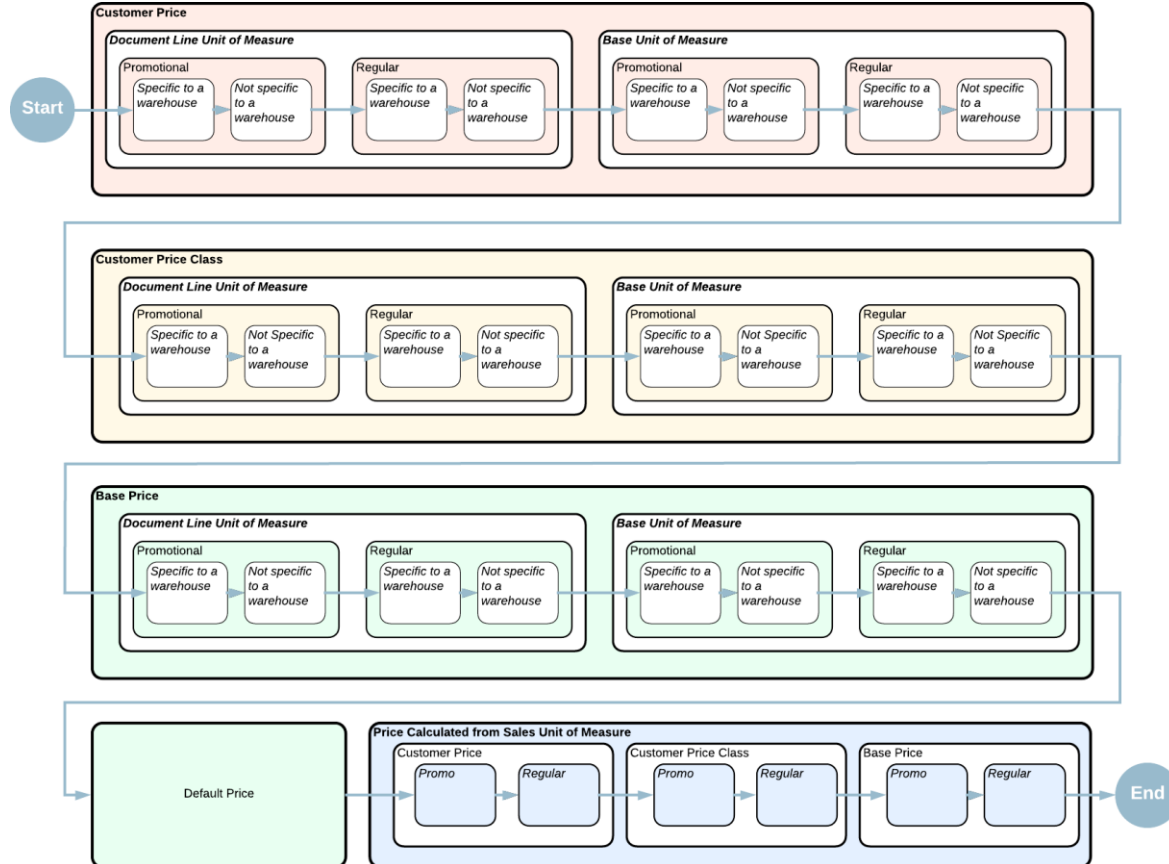 Customer Price
Document Line Unit of Measure
Base Unit of Measure
Promotional
Regular
Promotional
Regular
Start
Specific to a
warehouse
Not specific
to a
warehouse
Specific to a
warehouse
Not specific
to a
warehouse
Specific to a
warehouse
Not specific
to a
warehouse
Specific to a
warehouse
Not specific
to a
warehouse
Customer Price Class
Document Line Unit of Measure
Base Unit of Measure
Promotional
Regular
Promotional
Regular
Specific to a
warehouse
Not Specific
to a
warehouse
Specific to a
warehouse
Not specific
to a
warehouse
Specific to a
warehouse
Not Specific
to a
warehouse
Specific to a
warehouse
Not Specific
to a
warehouse
Base Price
Document Line Unit of Measure
Base Unit of Measure
Promotional
Regular
Promotional
Regular
Specific to a
warehouse
Not specific
to a
warehouse
Specific to a
warehouse
Not specific
to a
warehouse
Specific to a
warehouse
Not specific
to a
warehouse
Specific to a
warehouse
Not specific
to a
warehouse
Default Price
Price Calculated from Sales Unit of Measure
Customer Price
Promo
Regular
Customer Price Class
Promo
Regular
Base Price
Promo
Regular
End